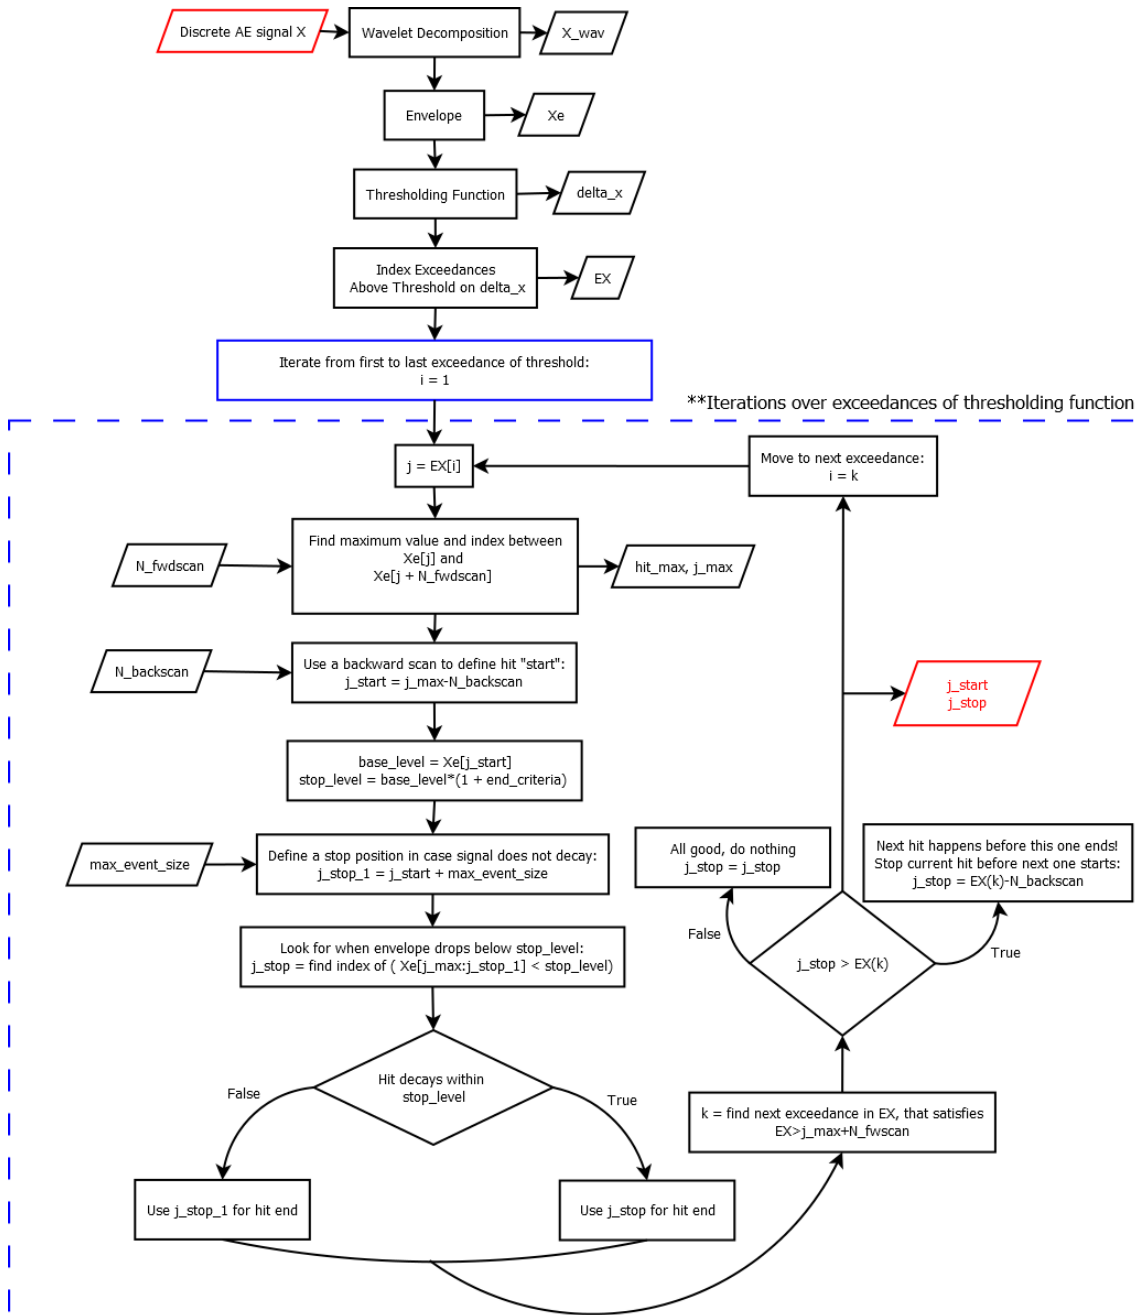 Discrete AE signal X
Wavelet Decomposition
X_wav
Envelope
Xe
Thresholding Function
delta_x
Index Exceedances
Above Threshold on delta_x
EX
Iterate from first to last exceedance of threshold:
i = 1
**Iterations over exceedances of thresholding function
j = EX[i]
Move to next exceedance:
i = k
N_fwdscan
Find maximum value and index between
Xe[j] and
Xe[j + N_fwdscan]
hit_max, j_max
N_backscan
Use a backward scan to define hit "start":
j_start = j_max-N_backscan
j_start
j_stop
base_level = Xe[j_start]
stop_level = base_level*(1 + end_criteria)
max_event_size
Define a stop position in case signal does not decay:
j_stop_1 = j_start + max_event_size
All good, do nothing
j_stop = j_stop
Next hit happens before this one ends!
Stop current hit before next one starts:
j_stop = EX(k)-N_backscan
Look for when envelope drops below stop_level:
j_stop = find index of ( Xe[j_max:j_stop_1] < stop_level)
False
j_stop > EX(k)
True
Hit decays within
stop_level
False
True
k = find next exceedance in EX, that satisfies
EX>j_max+N_fwscan
Use j_stop_1 for hit end
Use j_stop for hit end